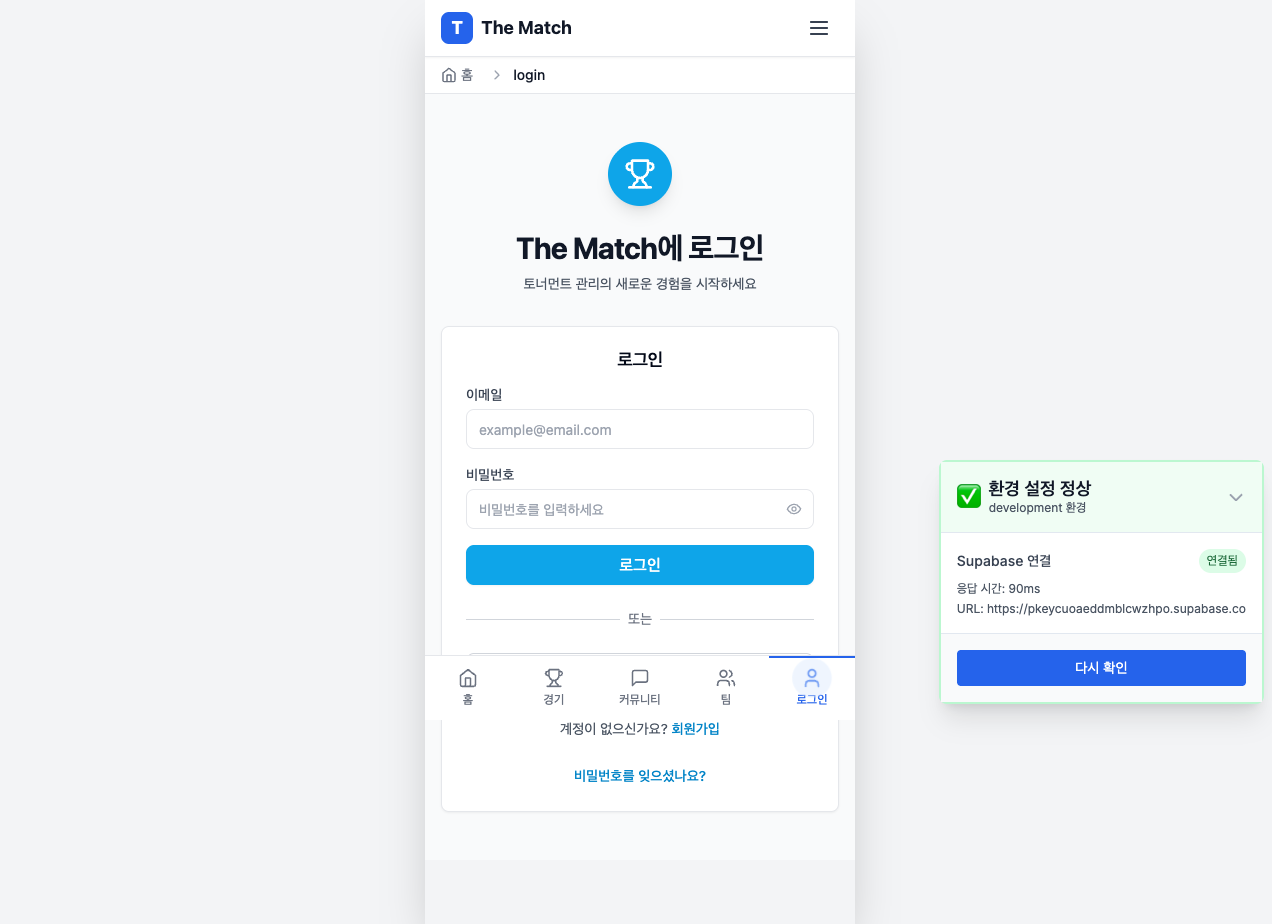 T The Match
홈 > login
The Match에 로그인
토너먼트 관리의 새로운 경험을 시작하세요
로그인
이메일
example@email.com
비밀번호
비밀번호를 입력하세요
로그인
또는
홈 경기 커뮤니티 팀 로그인
계정이 없으신가요? 회원가입
비밀번호를 잊으셨나요?
환경 설정 정상
development 환경
Supabase 연결 연결됨
응답 시간: 90ms
URL: https://pkeycuoaeddmblcwzhpo.supabase.co
다시 확인